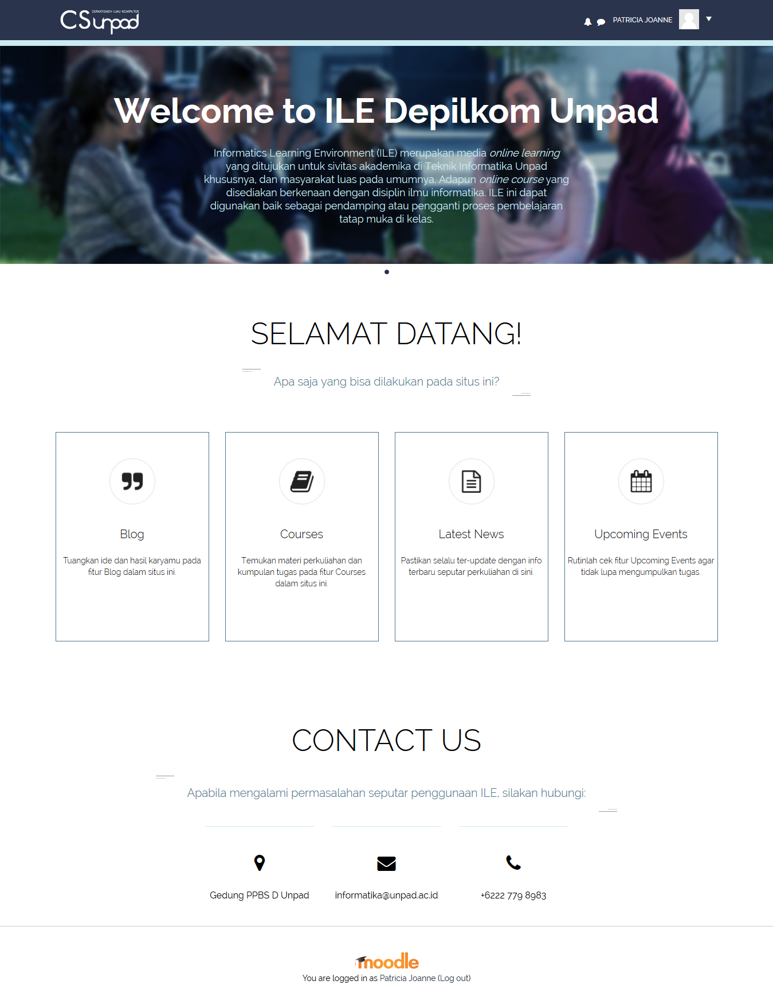 DEPARTEMEN ILMU KOMPUTER
CSunpad
PATRICIA JOANNE
Welcome to ILE Depilkom Unpad
Informatics Learning Environment (ILE) merupakan media online learning
yang ditujukan untuk sivitas akademika di Teknik Informatika Unpad
khususnya, dan masyarakat luas pada umumnya. Adapun online course yang
disediakan berkenaan dengan disiplin ilmu informatika. ILE ini dapat
digunakan baik sebagai pendamping atau pengganti proses pembelajaran
tatap muka di kelas.
SELAMAT DATANG!
Apa saja yang bisa dilakukan pada situs ini?
Blog
Tuangkan ide dan hasil karyamu pada
fitur Blog dalam situs ini.
Courses
Temukan materi perkuliahan dan
kumpulan tugas pada fitur Courses
dalam situs ini.
Latest News
Pastikan selalu ter-update dengan info
terbaru seputar perkuliahan di sini.
Upcoming Events
Rutinlah cek fitur Upcoming Events agar
tidak lupa mengumpulkan tugas.
CONTACT US
Apabila mengalami permasalahan seputar penggunaan ILE, silakan hubungi:
Gedung PPBS D Unpad
informatika@unpad.ac.id
+6222 779 8983
moodle
You are logged in as Patricia Joanne (Log out)